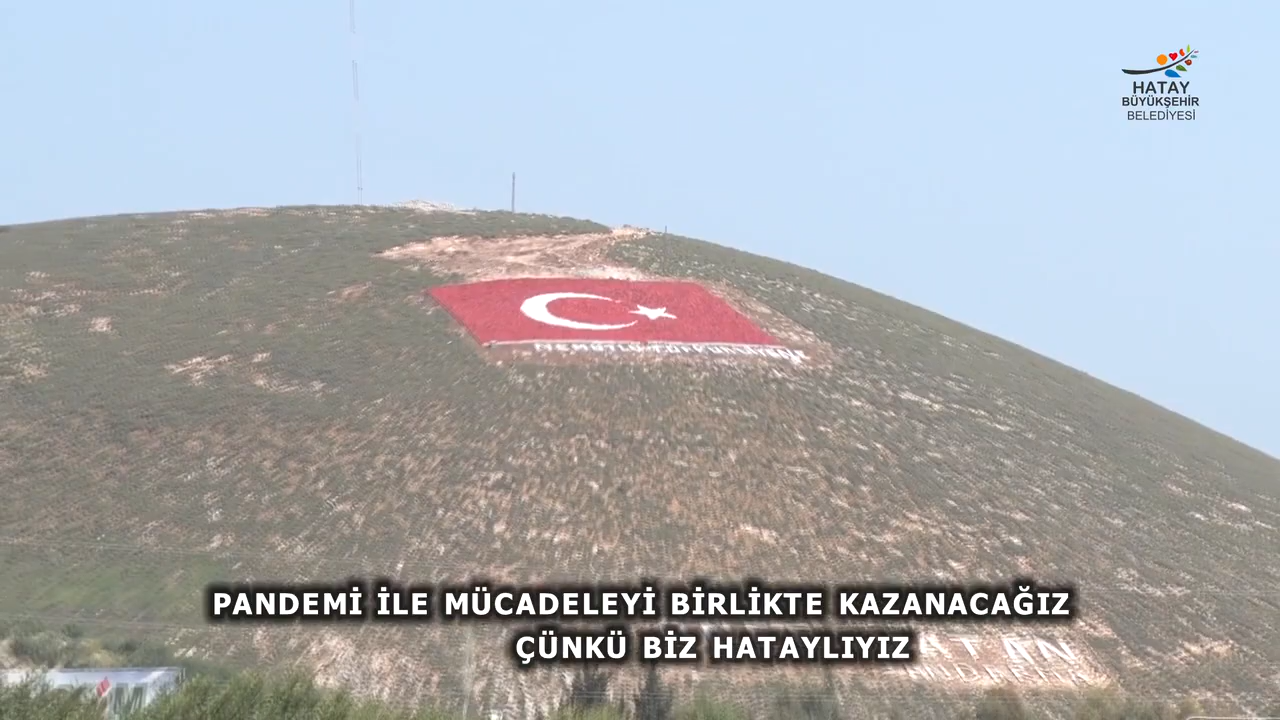 HATAY
BÜYÜKŞEHİR
BELEDİYESİ
PANDEMİ İLE MÜCADELEYİ BİRLİKTE KAZANACAĞIZ
ÇÜNKÜ BİZ HATAYLIYIZ